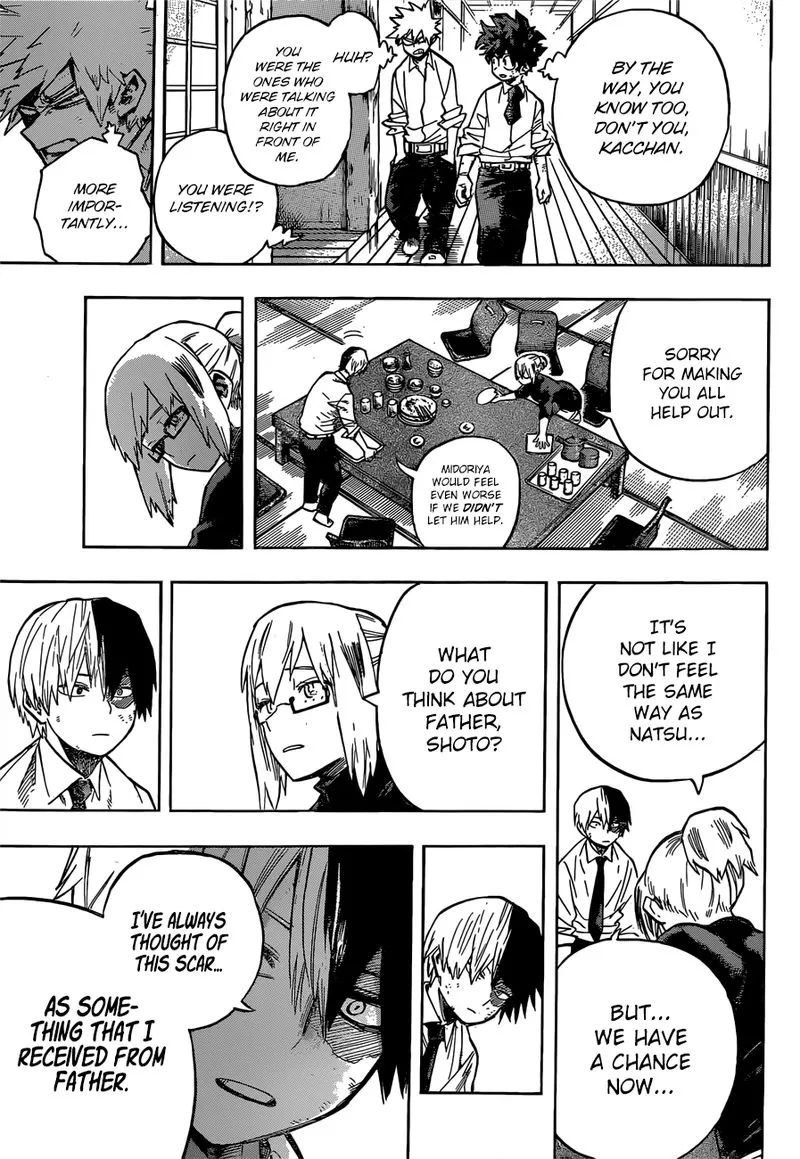 BY THE
WAY, YOU
KNOW TOO,
DON'T YOU,
KACCHAN.
HUH?
YOU
WERE THE
ONES WHO
WERE TALKING
ABOUT IT
RIGHT IN
FRONT OF
ME.
YOU WERE
LISTENING!?
MORE
IMPOR-
TANTLY...
SORRY
FOR MAKING
YOU ALL
HELP OUT.
MIDORIYA
WOULD FEEL
EVEN WORSE
IF WE DIDN'T
LET HIM HELP.
IT'S
NOT LIKE I
DON'T FEEL
THE SAME
WAY AS
NATSU...
BUT...
WE HAVE
A CHANCE
NOW...
WHAT
DO YOU
THINK ABOUT
FATHER,
SHOTO?
I'VE ALWAYS
THOUGHT OF
THIS SCAR...
AS SOME-
THING THAT I
RECEIVED FROM
FATHER.